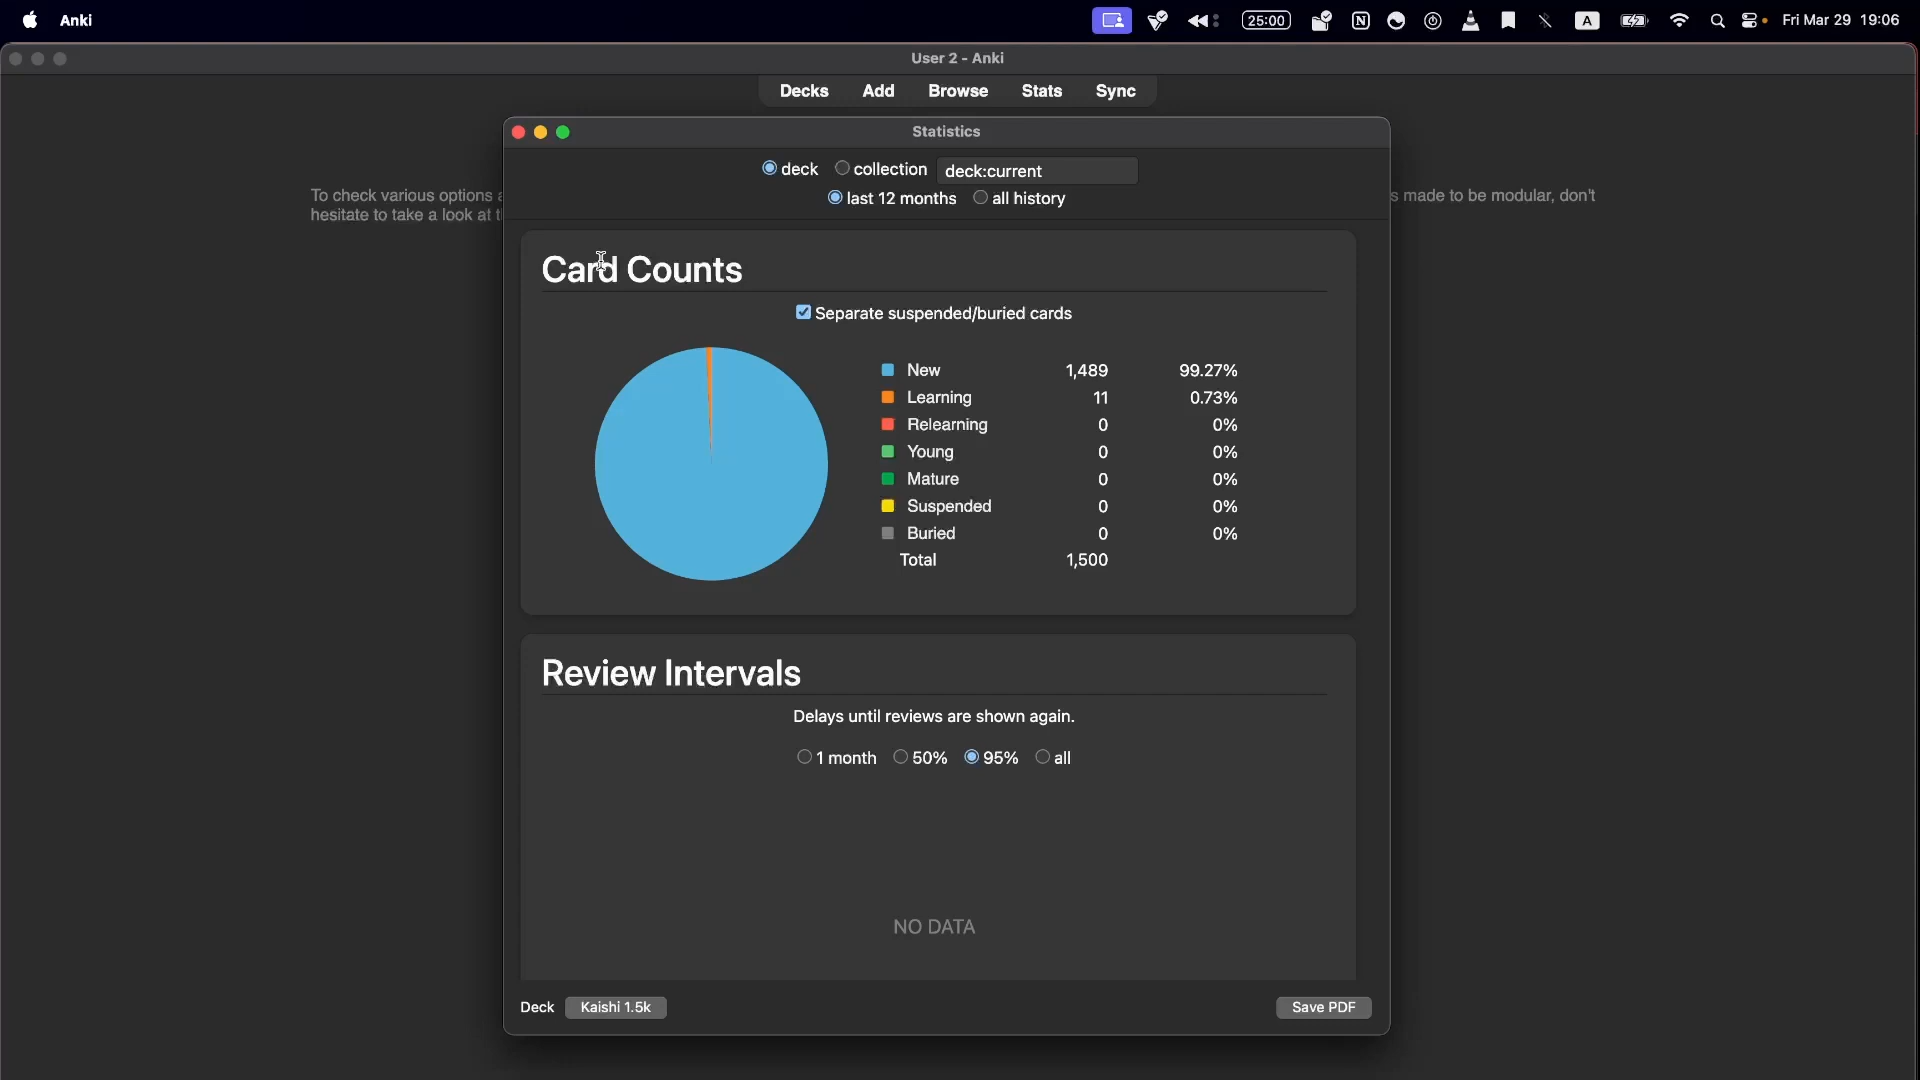 Anki
25:00
A
Fri Mar 29 19:06
User 2 - Anki
Decks Add Browse Stats Sync
Statistics
deck collection deck:current
last 12 months all history
To check various options
hesitate to take a look at
s made to be modular, don't
Card Counts
Separate suspended/buried cards
New 1,489 99.27%
Learning 11 0.73%
Relearning 0 0%
Young 0 0%
Mature 0 0%
Suspended 0 0%
Buried 0 0%
Total 1,500
Review Intervals
Delays until reviews are shown again.
1 month 50% 95% all
NO DATA
Deck Kaishi 1.5k
Save PDF